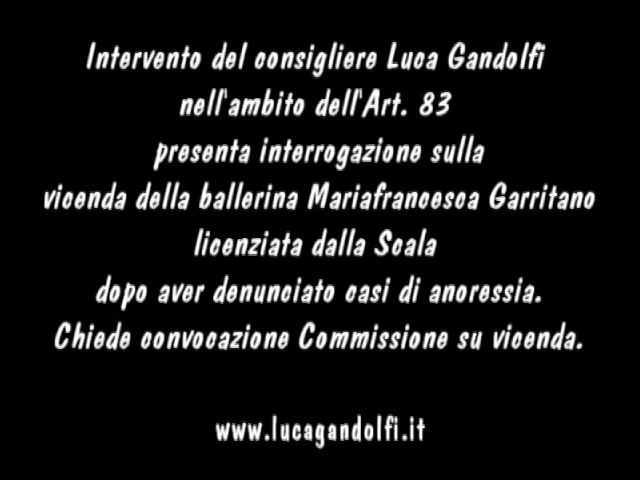 Intervento del consigliere Luca Gandolfi
nell'ambito dell'Art. 83
presenta interrogazione sulla
vicenda della ballerina Mariafrancesca Garritano
licenziata dalla Scala
dopo aver denunciato casi di anoressia.
Chiede convocazione Commissione su vicenda.
www.lucagandolfi.it